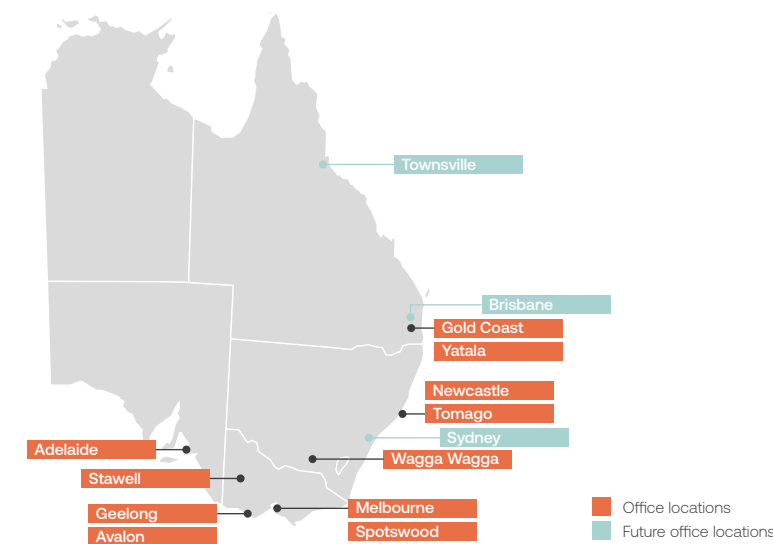 Townsville
Brisbane
Gold Coast
Yatala
Newcastle
Tomago
Sydney
Adelaide
Wagga Wagga
Stawell
Geelong
Avalon
Melbourne
Spotswood
Office locations
Future office locations